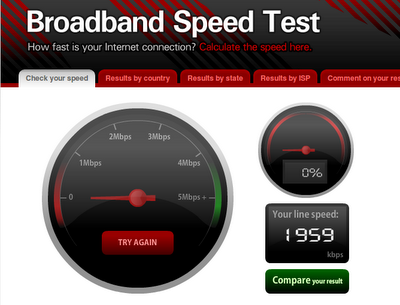 Broadband Speed Test
How fast is your Internet connection? Calculate the speed here.
Check your speed
Results by country
Results by state
Results by ISP
Comment on your res
0
1Mbps
2Mbps
3Mbps
4Mbps
5Mbps +
TRY AGAIN
0%
Your line speed:
1959
kbps
Compare your result